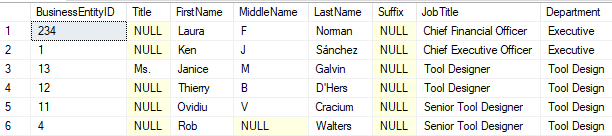 BusinessEntityID Title FirstName MiddleName LastName Suffix JobTitle Department
1 234 NULL Laura F Norman NULL Chief Financial Officer Executive
2 1 NULL Ken J Sánchez NULL Chief Executive Officer Executive
3 13 Ms. Janice M Galvin NULL Tool Designer Tool Design
4 12 NULL Thierry B D'Hers NULL Tool Designer Tool Design
5 11 NULL Ovidiu V Cracium NULL Senior Tool Designer Tool Design
6 4 NULL Rob NULL Walters NULL Senior Tool Designer Tool Design